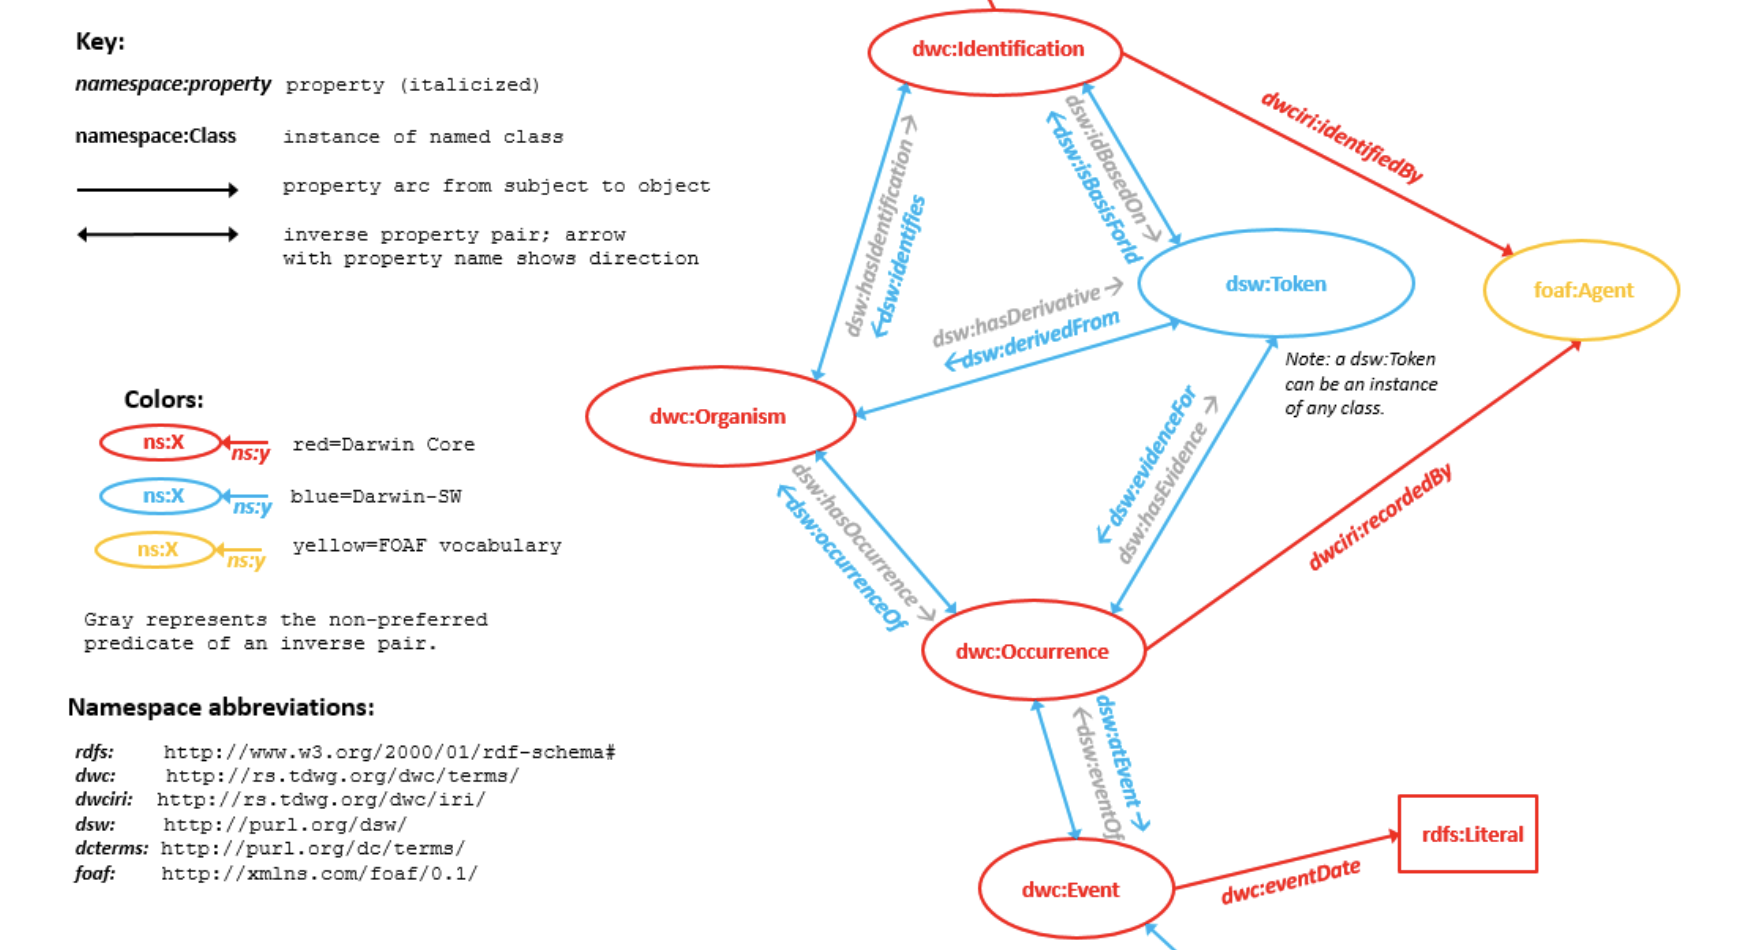 Key:
namespace:property property (italicized)
namespace:Class instance of named class
property arc from subject to object
inverse property pair; arrow
with property name shows direction
Colors:
ns:X ns:y red=Darwin Core
ns:X ns:y blue=Darwin-SW
ns:X ns:y yellow=FOAF vocabulary
Gray represents the non-preferred
predicate of an inverse pair.
Namespace abbreviations:
rdfs: http://www.w3.org/2000/01/rdf-schema#
dwc: http://rs.tdwg.org/dwc/terms/
dwciri: http://rs.tdwg.org/dwc/iri/
dsw: http://purl.org/dsw/
dcterms: http://purl.org/dc/terms/
foaf: http://xmlns.com/foaf/0.1/
dwc:Identification
dwciri:identifiedBy
dsw:idBasedOn
dsw:isBasisForId
dsw:hasIdentification
dsw:identifies
dsw:Token
foaf:Agent
dsw:hasDerivative
dsw:derivedFrom
Note: a dsw:Token
can be an instance
of any class.
dwc:Organism
dsw:evidenceFor
dsw:hasEvidence
dsw:hasOccurrence
dsw:occurrenceOf
dwciri:recordedBy
dwc:Occurrence
dsw:atEvent
dsw:eventOf
rdfs:Literal
dwc:Event
dwc:eventDate